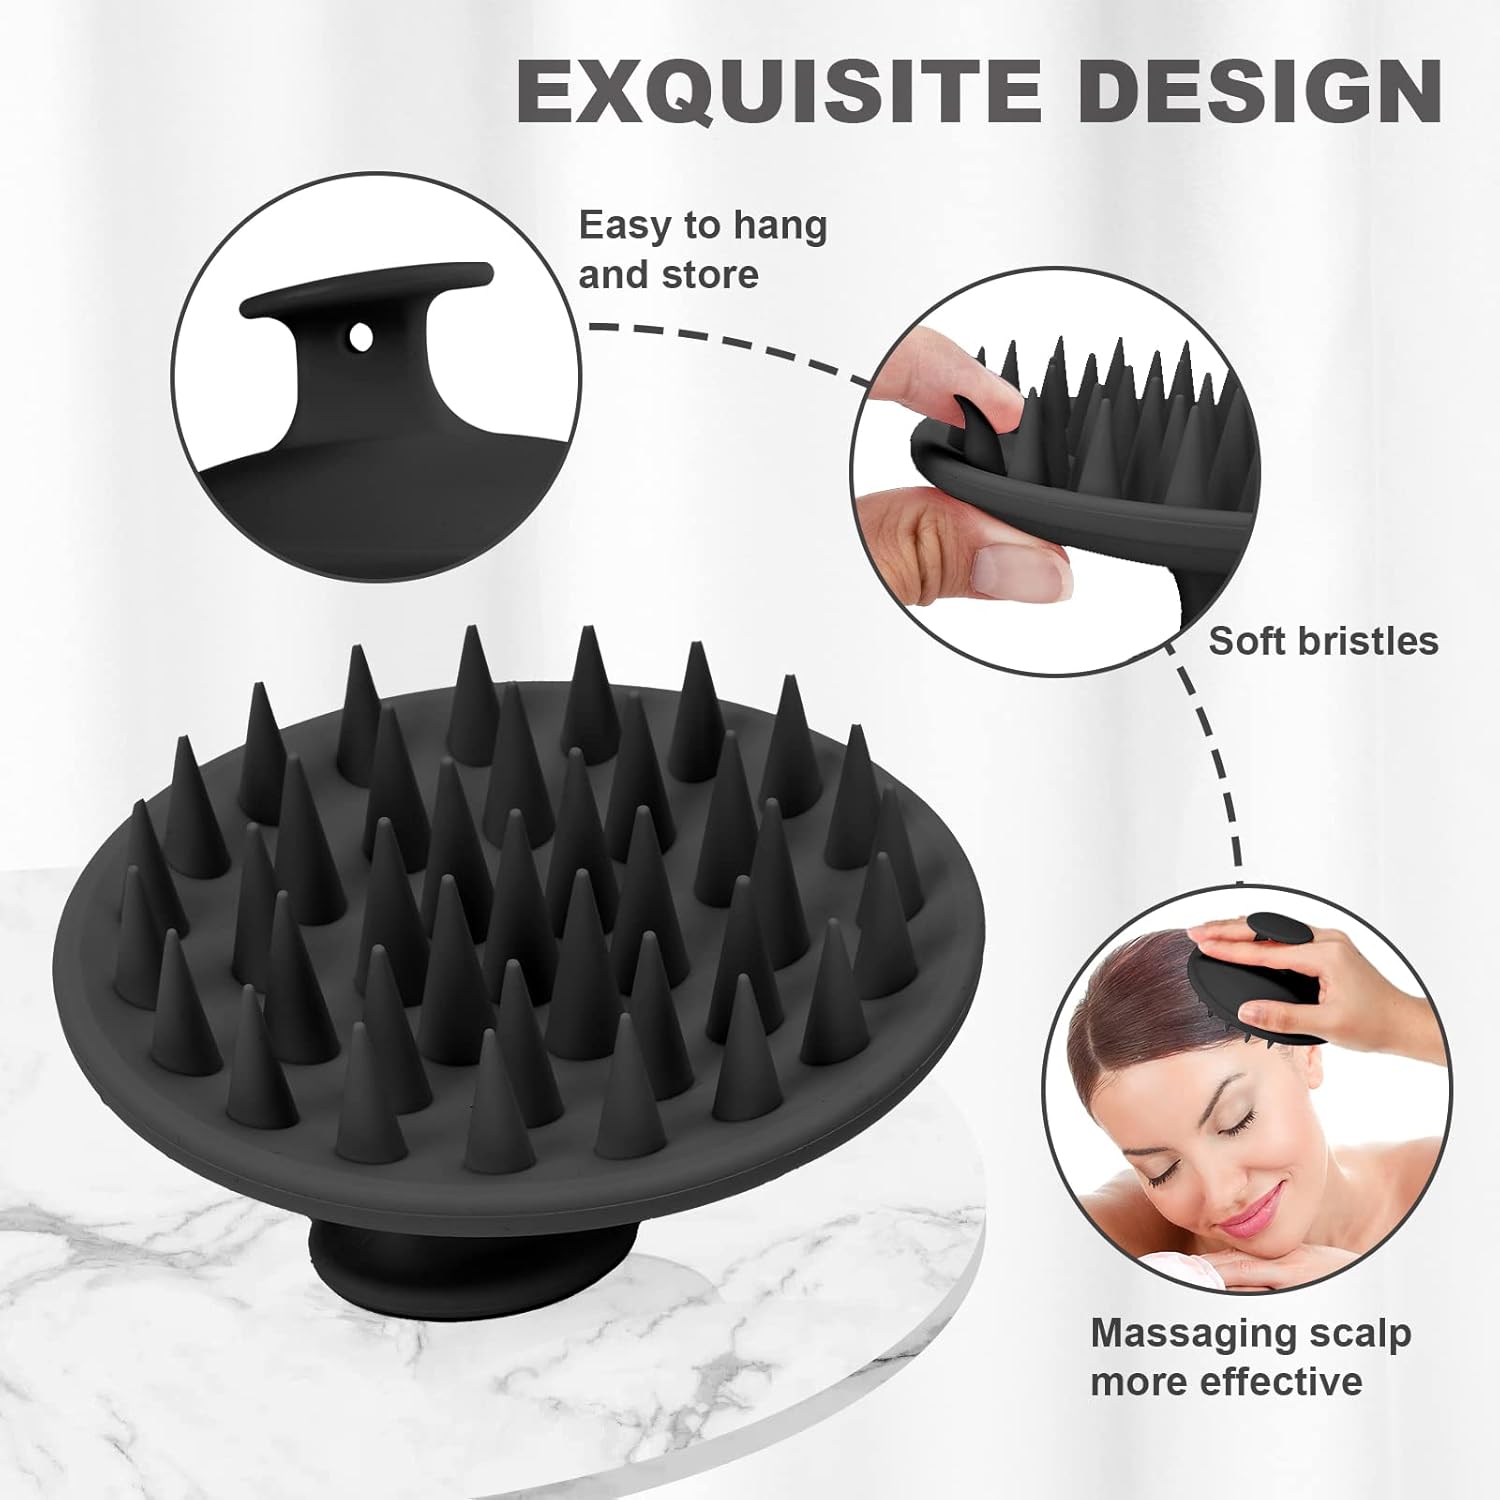 EXQUISITE DESIGN
Easy to hang
and store
Soft bristles
Massaging scalp
more effective